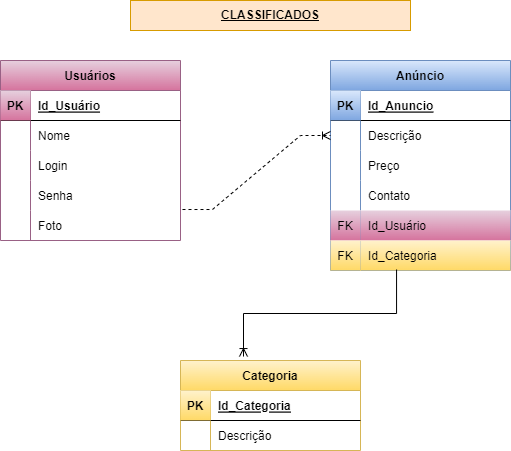 CLASSIFICADOS
Usuários
PK Id_Usuário
Nome
Login
Senha
Foto
Anúncio
PK Id_Anuncio
Descrição
Preço
Contato
FK Id_Usuário
FK Id_Categoria
Categoria
PK Id_Categoria
Descrição